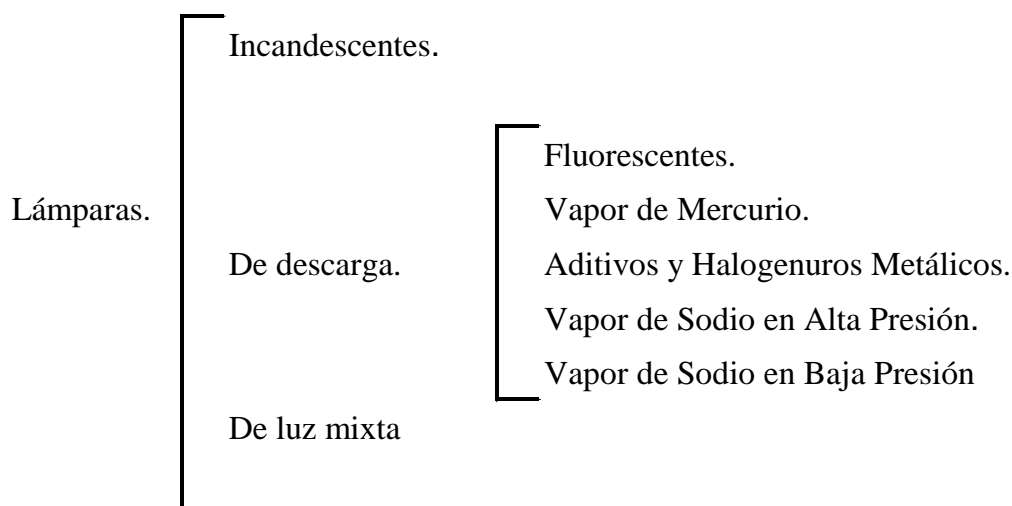 Incandescentes.
Fluorescentes.
Lámparas.
Vapor de Mercurio.
De descarga.
Aditivos y Halogenuros Metálicos.
Vapor de Sodio en Alta Presión.
Vapor de Sodio en Baja Presión
De luz mixta